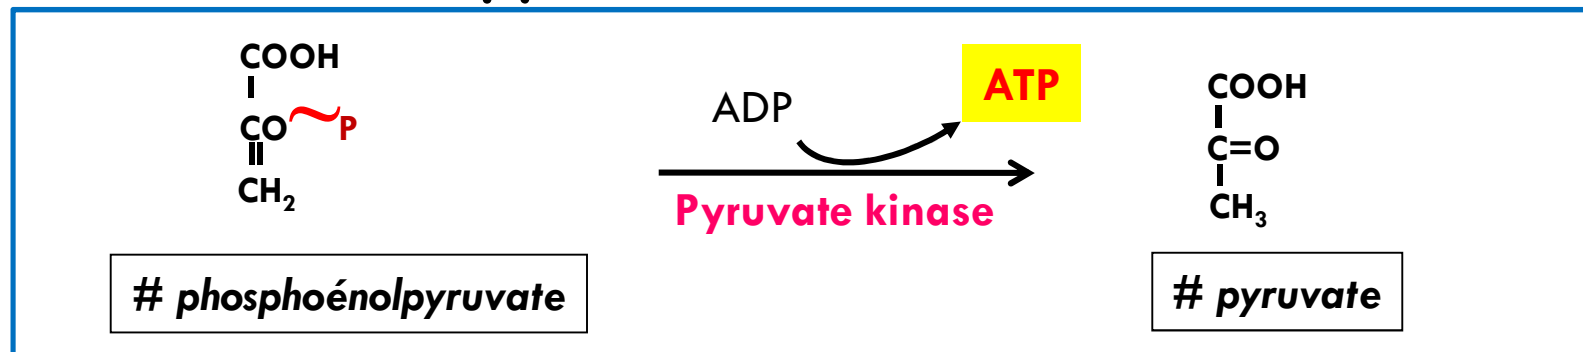 COOH
CO~P
CH₂
# phosphoénolpyruvate
ADP
ATP
Pyruvate kinase
COOH
C=O
CH₃
# pyruvate